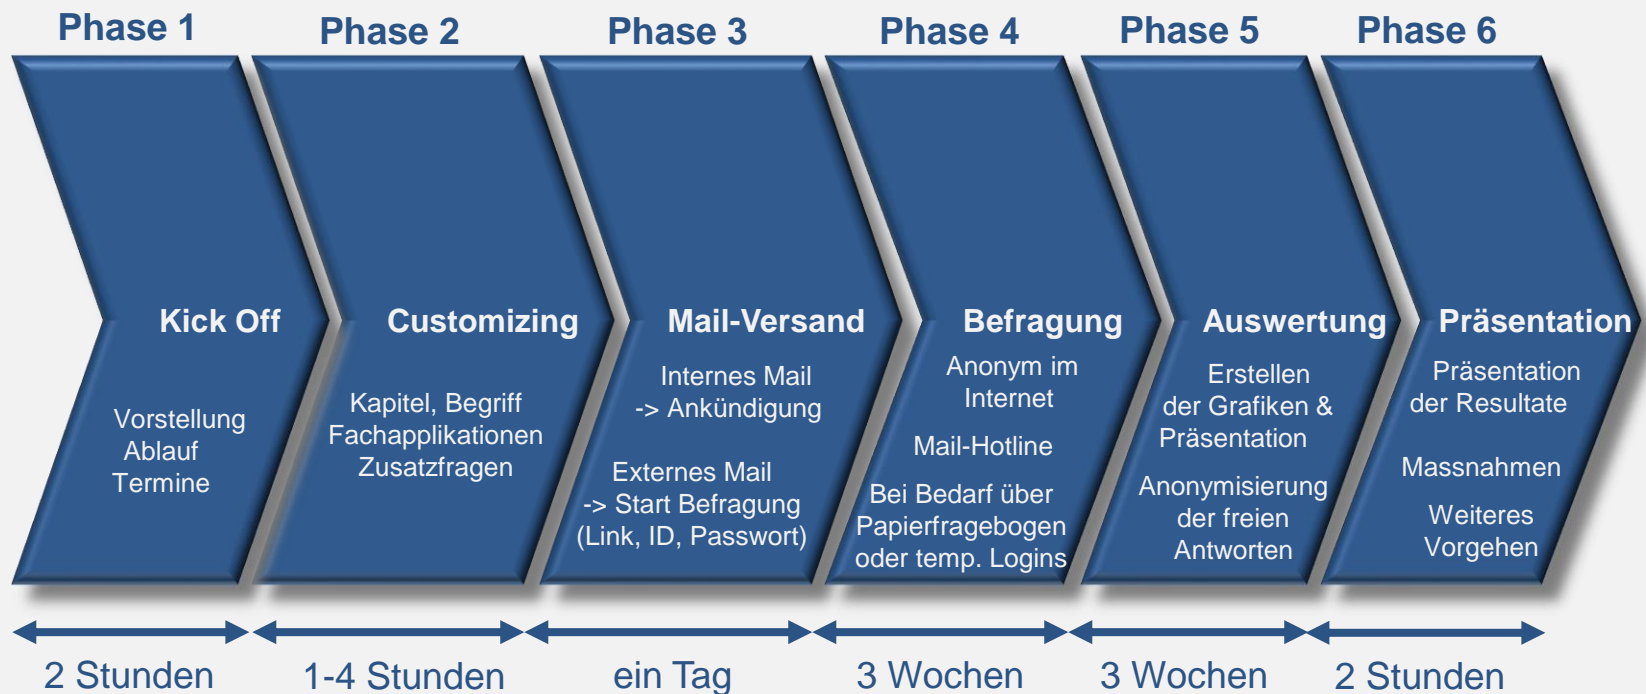 Phase 1
Phase 2
Phase 3
Phase 4
Phase 5
Phase 6
Kick Off
Vorstellung
Ablauf
Termine
Customizing
Kapitel, Begriff
Fachapplikationen
Zusatzfragen
Mail-Versand
Internes Mail
-> Ankündigung
Externes Mail
-> Start Befragung
(Link, ID, Passwort)
Befragung
Anonym im
Internet
Mail-Hotline
Bei Bedarf über
Papierfragebogen
oder temp. Logins
Auswertung
Erstellen
der Grafiken &
Präsentation
Anonymisierung
der freien
Antworten
Präsentation
Präsentation
der Resultate
Massnahmen
Weiteres
Vorgehen
2 Stunden
1-4 Stunden
ein Tag
3 Wochen
3 Wochen
2 Stunden